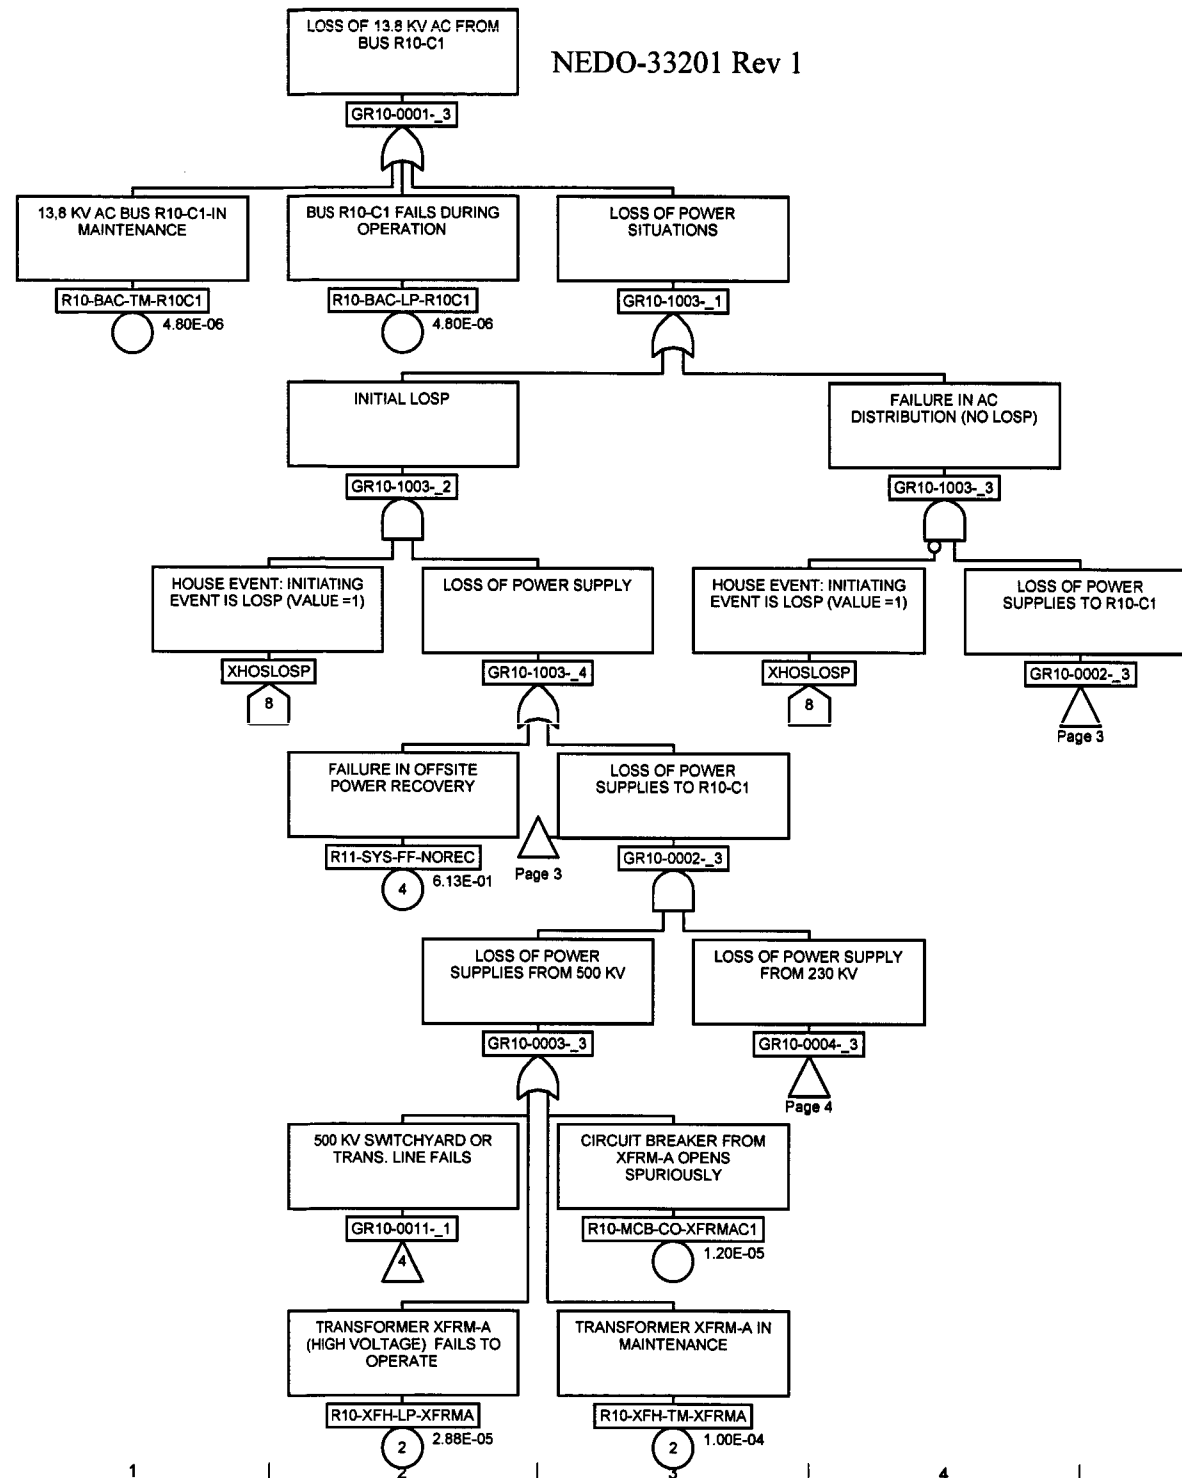 LOSS OF 13.8 KV AC FROM
BUS R10-C1
NEDO-33201 Rev 1
GR10-0001-_3
13,8 KV AC BUS R10-C1-IN
MAINTENANCE
BUS R10-C1 FAILS DURING
OPERATION
LOSS OF POWER
SITUATIONS
R10-BAC-TM-R10C1
4.80E-06
R10-BAC-LP-R10C1
4.80E-06
GR10-1003-_1
INITIAL LOSP
FAILURE IN AC
DISTRIBUTION (NO LOSP)
GR10-1003-_2
GR10-1003-_3
HOUSE EVENT: INITIATING
EVENT IS LOSP (VALUE =1)
LOSS OF POWER SUPPLY
HOUSE EVENT: INITIATING
EVENT IS LOSP (VALUE =1)
LOSS OF POWER
SUPPLIES TO R10-C1
XHOSLOSP
8
GR10-1003-_4
XHOSLOSP
8
GR10-0002-_3
Page 3
FAILURE IN OFFSITE
POWER RECOVERY
LOSS OF POWER
SUPPLIES TO R10-C1
R11-SYS-FF-NOREC
4
6.13E-01
Page 3
GR10-0002-_3
LOSS OF POWER
SUPPLIES FROM 500 KV
LOSS OF POWER SUPPLY
FROM 230 KV
GR10-0003-_3
GR10-0004-_3
Page 4
500 KV SWITCHYARD OR
TRANS. LINE FAILS
CIRCUIT BREAKER FROM
XFRM-A OPENS
SPURIOUSLY
GR10-0011-_1
4
R10-MCB-CO-XFRMAC1
1.20E-05
TRANSFORMER XFRM-A
(HIGH VOLTAGE) FAILS TO
OPERATE
TRANSFORMER XFRM-A IN
MAINTENANCE
R10-XFH-LP-XFRMA
2
2.88E-05
R10-XFH-TM-XFRMA
2
1.00E-04
1 2 3 4